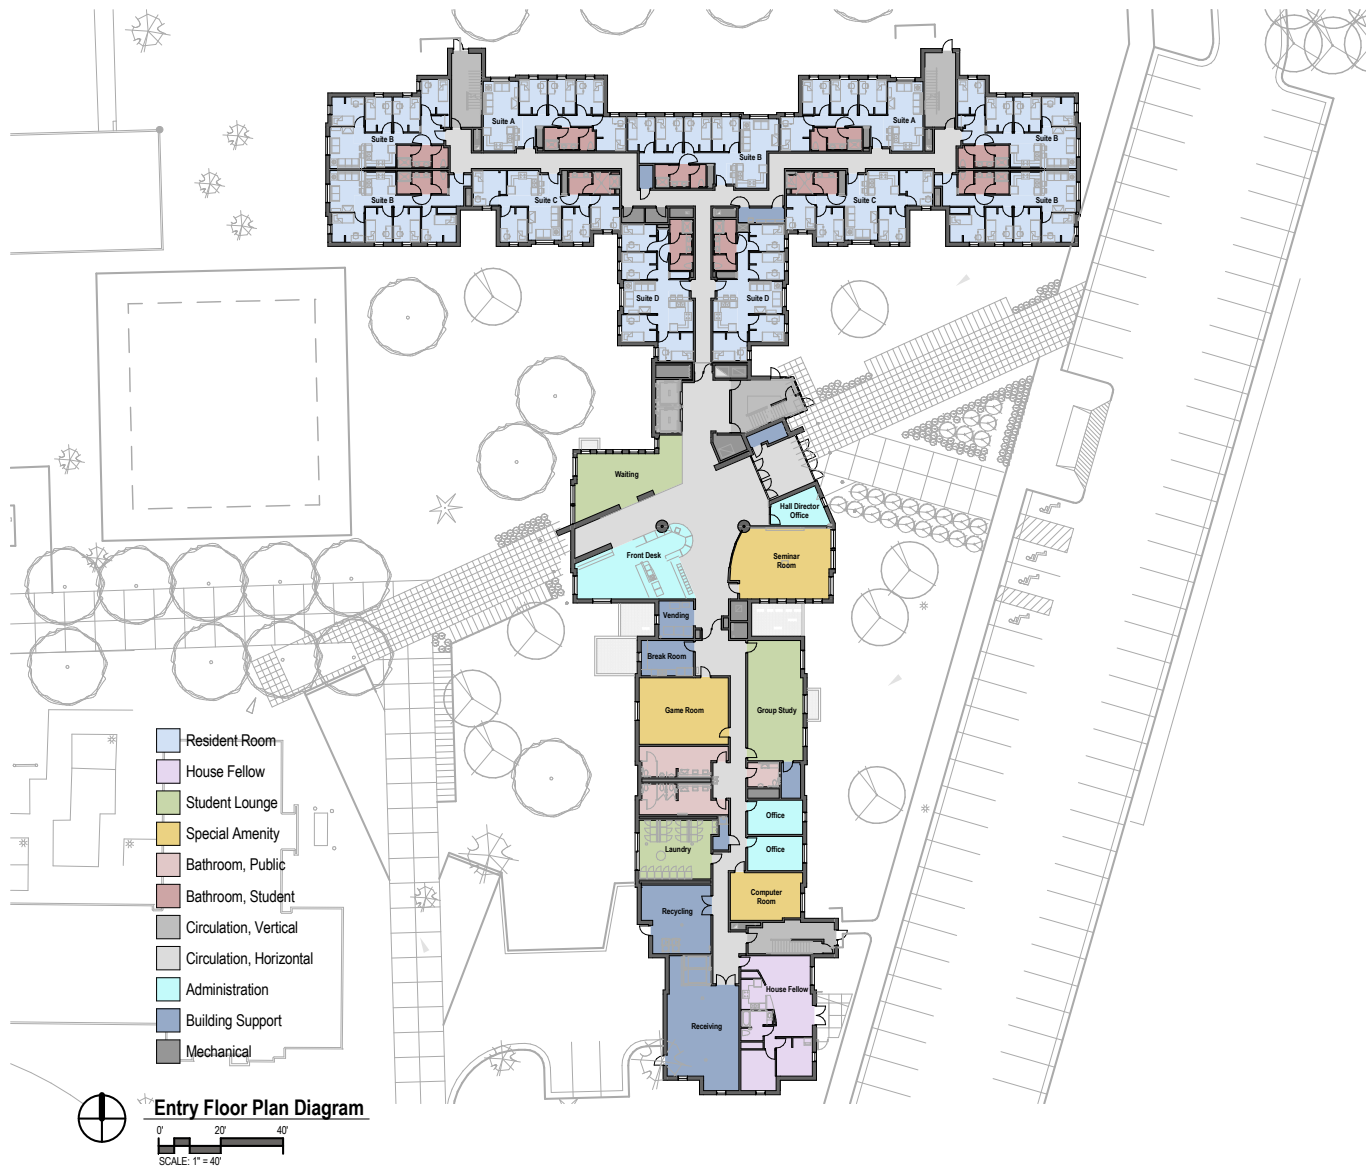 Suite A
Suite A
Suite B
Suite B
Suite B
Suite B
Suite C
Suite C
Suite B
Suite D
Suite D
Waiting
Hall Director
Office
Front Desk
Seminar
Room
Vending
Break Room
Game Room
Group Study
Office
Laundry
Office
Computer
Room
Recycling
House Fellow
Receiving
Resident Room
House Fellow
Student Lounge
Special Amenity
Bathroom, Public
Bathroom, Student
Circulation, Vertical
Circulation, Horizontal
Administration
Building Support
Mechanical
Entry Floor Plan Diagram
0' 20' 40'
SCALE: 1" = 40'